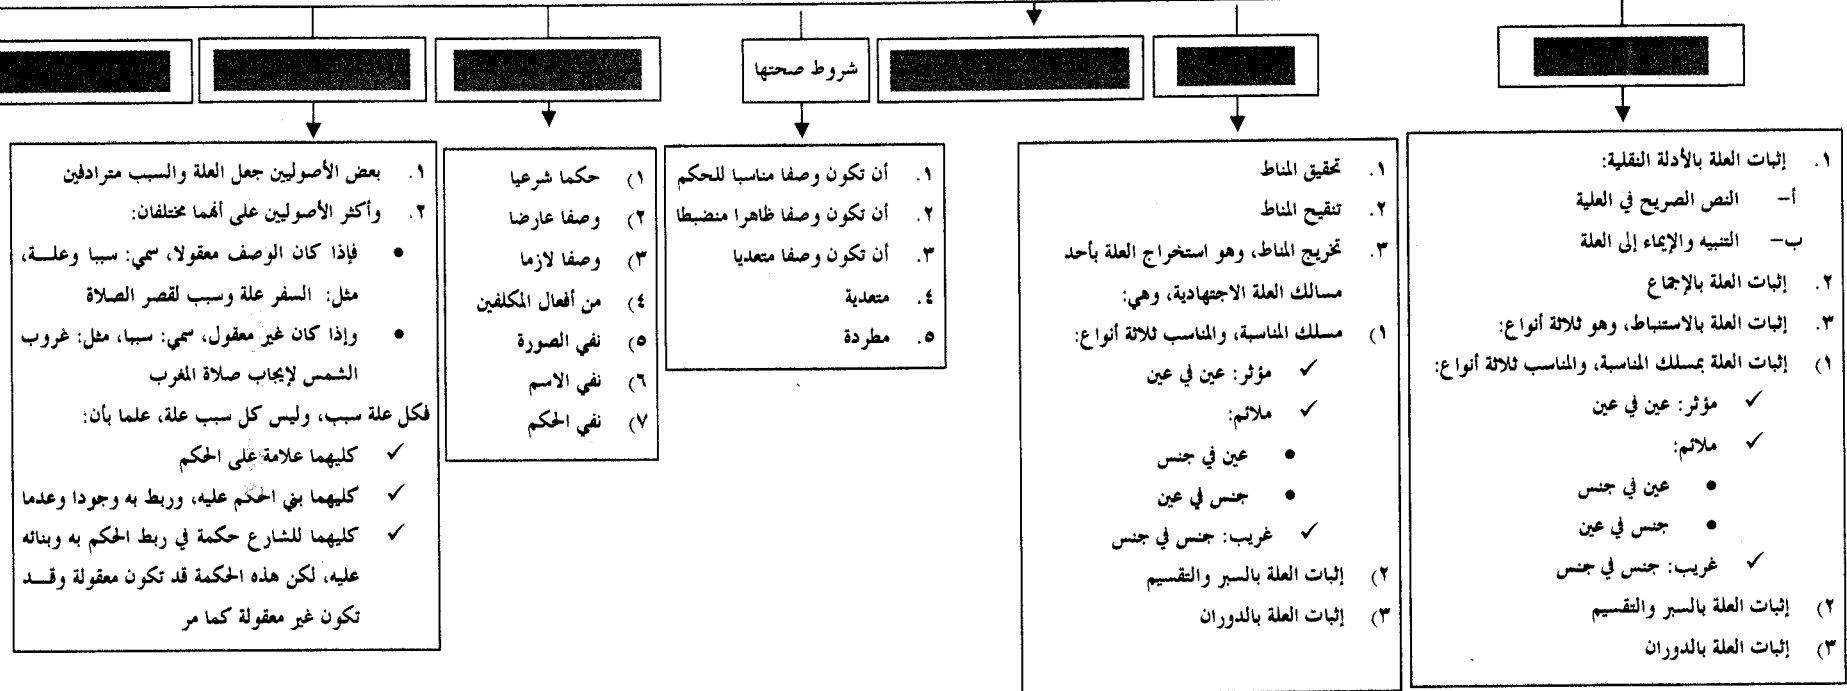 شروط صحتها
١. إثبات العلة بالأدلة النقلية:
أ– النص الصريح في العلية
ب– التنبيه والإيماء إلى العلة
٢. إثبات العلة بالإجماع
٣. إثبات العلة بالاستنباط، وهو ثلاثة أنواع:
١) إثبات العلة بمسلك المناسبة، والمناسب ثلاثة أنواع:
✓ مؤثر: عين في عين
✓ ملائم:
• عين في جنس
• جنس في عين
✓ غريب: جنس في جنس
٢) إثبات العلة بالسبر والتقسيم
٣) إثبات العلة بالدوران
١. تحقيق المناط
٢. تنقيح المناط
٣. تخريج المناط، وهو استخراج العلة بأحد
مسالك العلة الاجتهادية، وهي:
١) مسلك المناسبة، والمناسب ثلاثة أنواع:
✓ مؤثر: عين في عين
✓ ملائم:
• عين في جنس
• جنس في عين
✓ غريب: جنس في جنس
٢) إثبات العلة بالسبر والتقسيم
٣) إثبات العلة بالدوران
١. أن تكون وصفا مناسبا للحكم
٢. أن تكون وصفا ظاهرا منضبطا
٣. أن تكون وصفا متعديا
٤. متعدية
٥. مطردة
١) حكما شرعيا
٢) وصفا عارضا
٣) وصفا لازما
٤) من أفعال المكلفين
٥) نفي الصورة
٦) نفي الاسم
٧) نفي الحكم
١. بعض الأصوليين جعل العلة والسبب مترادفين
٢. وأكثر الأصوليين على أنهما مختلفان:
• فإذا كان الوصف معقولا، سمي: سببا وعلـــة،
مثل: السفر علة وسبب لقصر الصلاة
• وإذا كان غير معقول، سمي: سببا، مثل: غروب
الشمس لإيجاب صلاة المغرب
فكل علة سبب، وليس كل سبب علة، علما بأن:
✓ كليهما علامة على الحكم
✓ كليهما بني الحكم عليه، وربط به وجودا وعدما
✓ كليهما للشارع حكمة في ربط الحكم به وبنائه
عليه، لكن هذه الحكمة قد تكون معقولة وقـــد
تكون غير معقولة كما مر